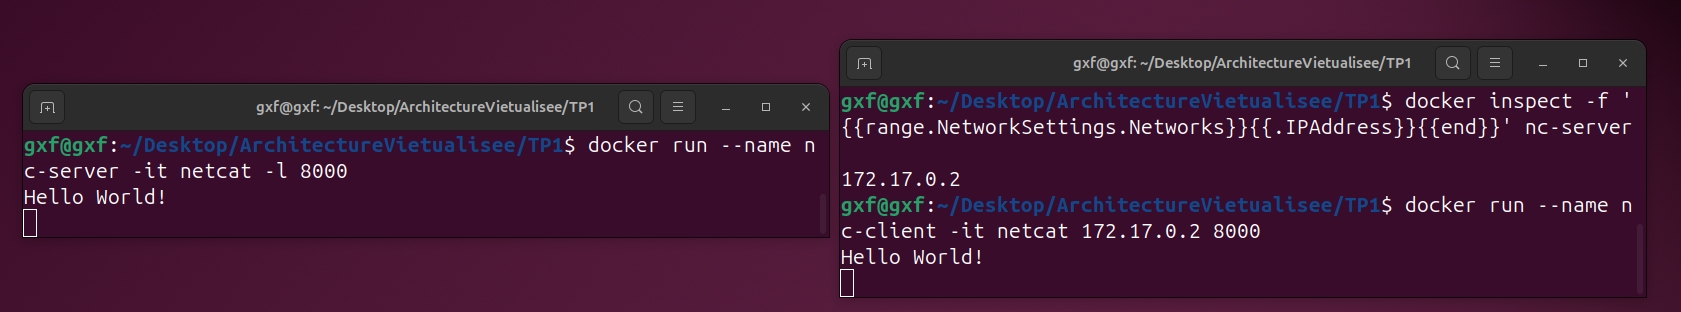 gxf@gxf: ~/Desktop/ArchitectureVietualisee/TP1
gxf@gxf:~/Desktop/ArchitectureVietualisee/TP1$ docker run --name n
c-server -it netcat -l 8000
Hello World!
gxf@gxf: ~/Desktop/ArchitectureVietualisee/TP1
gxf@gxf:~/Desktop/ArchitectureVietualisee/TP1$ docker inspect -f '
{{range.NetworkSettings.Networks}}{{.IPAddress}}{{end}}' nc-server
172.17.0.2
gxf@gxf:~/Desktop/ArchitectureVietualisee/TP1$ docker run --name n
c-client -it netcat 172.17.0.2 8000
Hello World!